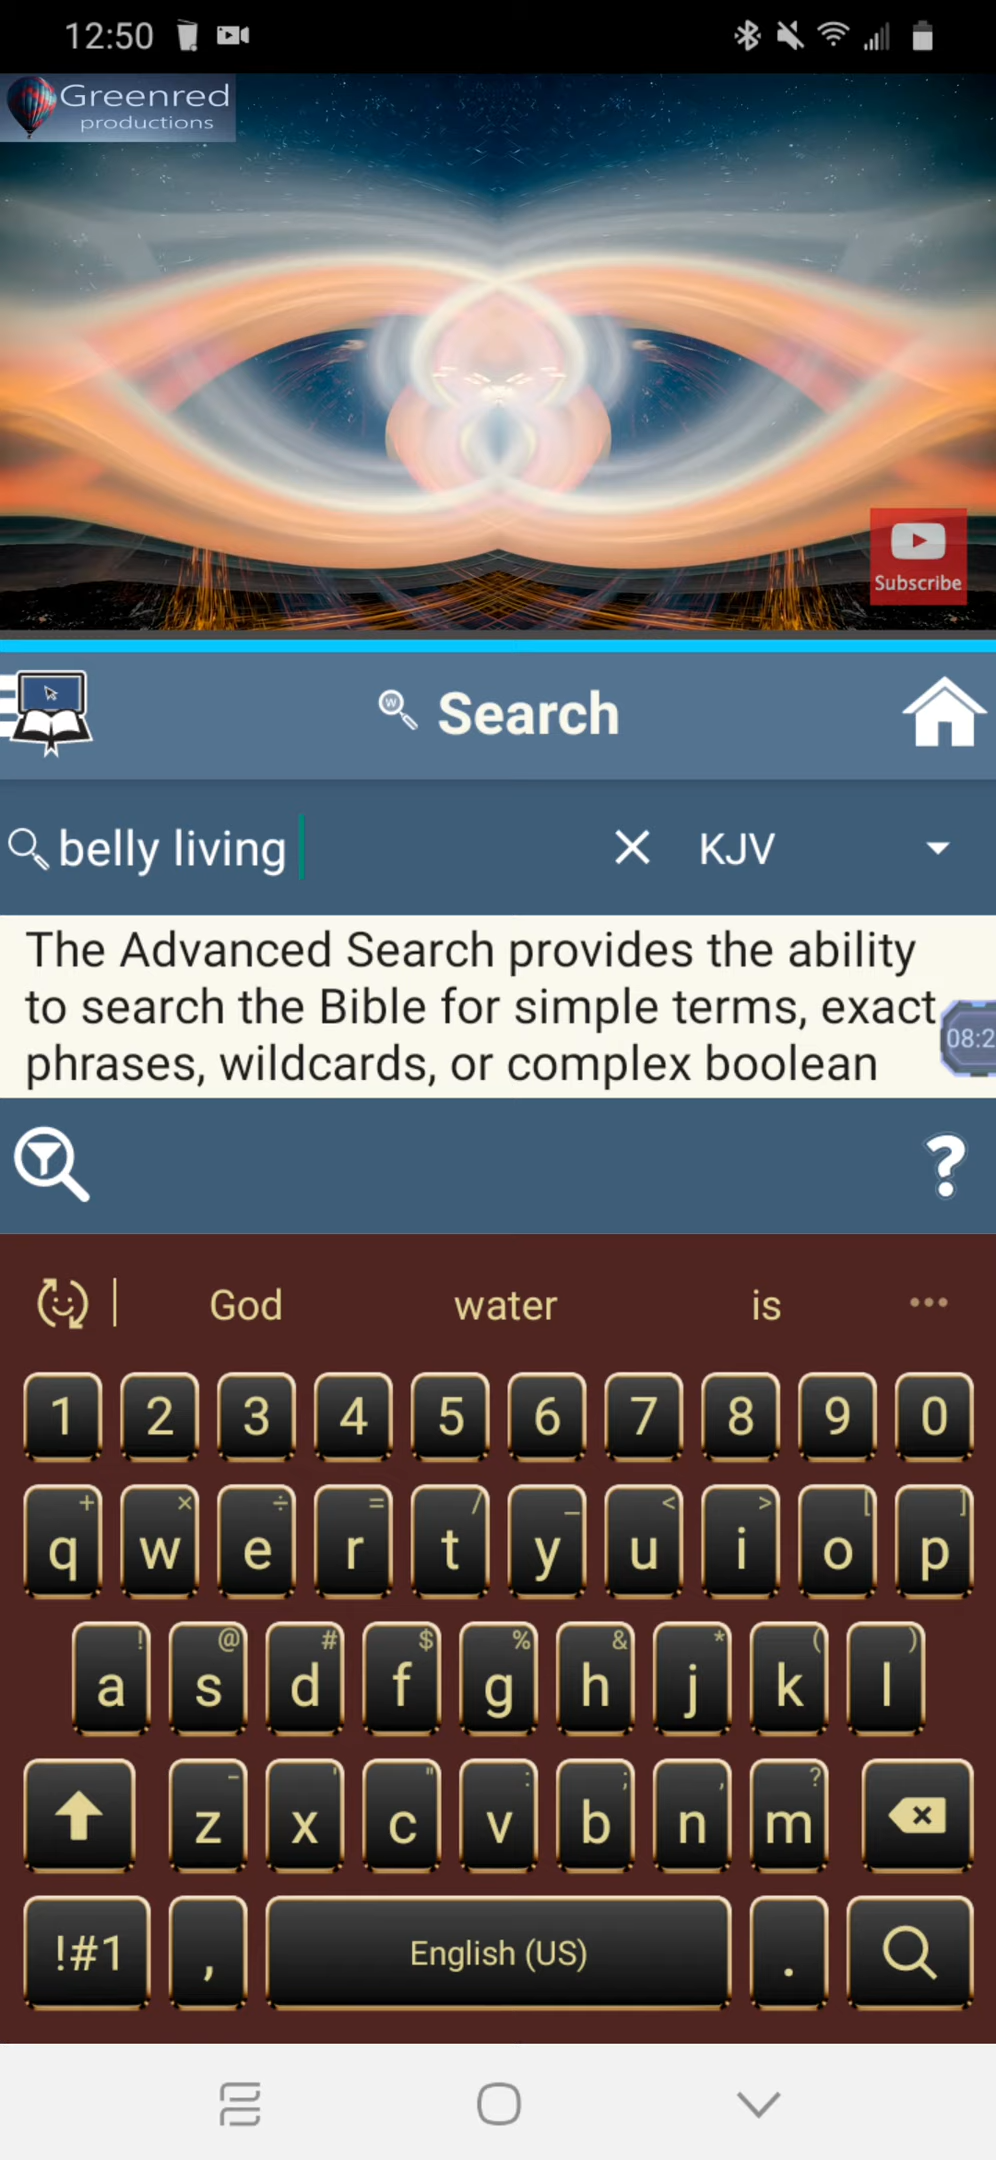 12:50
Greenred
productions
Subscribe
Search
belly living
KJV
The Advanced Search provides the ability
to search the Bible for simple terms, exact
phrases, wildcards, or complex boolean
08:2
?
God water is •••
1 2 3 4 5 6 7 8 9 0
+ × ÷ = / _ < > [ ]
q w e r t y u i o p
! @ # $ % & * ( )
a s d f g h j k l
- ' " : ; , ?
z x c v b n m
!#1 , English (US) .